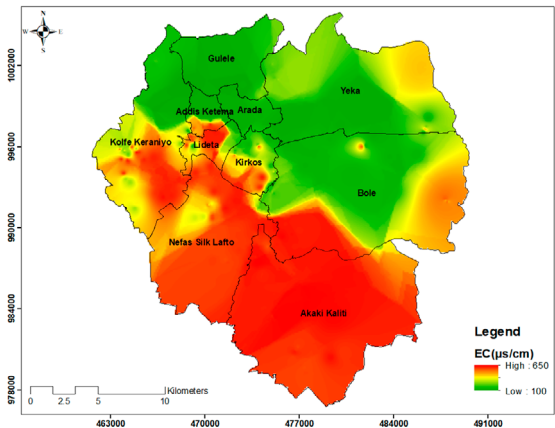 N
W E
S
1022000
996000
990000
984000
978000
Gulele
Yeka
Addis Ketema
Arada
Kolfe Keraniyo
Lideta
Kirkos
Bole
Nefas Silk Lafto
Akaki Kaliti
Legend
EC(µs/cm)
High : 650
Low : 100
0 2.5 5 10 Kilometers
463000 470000 477000 484000 491000